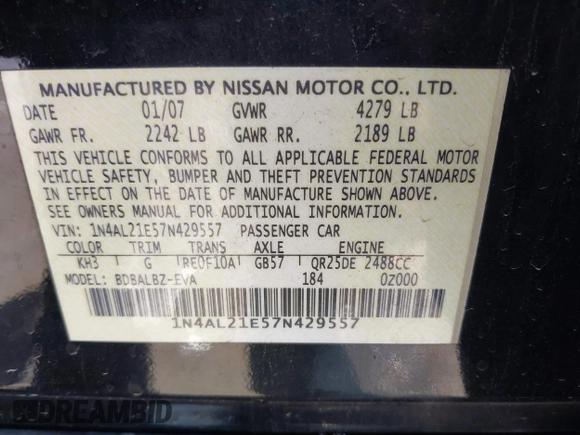 MANUFACTURED BY NISSAN MOTOR CO., LTD.
DATE 01/07 GVWR 4279 LB
GAWR FR. 2242 LB GAWR RR. 2189 LB
THIS VEHICLE CONFORMS TO ALL APPLICABLE FEDERAL MOTOR
VEHICLE SAFETY, BUMPER AND THEFT PREVENTION STANDARDS
IN EFFECT ON THE DATE OF MANUFACTURE SHOWN ABOVE.
SEE OWNERS MANUAL FOR ADDITIONAL INFORMATION.
VIN: 1N4AL21E57N429557 PASSENGER CAR
COLOR TRIM TRANS AXLE ENGINE
KH3 G RE0F10A GB57 QR25DE 2488CC
MODEL: BDBALBZ-EVA 184 0Z000
1N4AL21E57N429557
DREAMBID